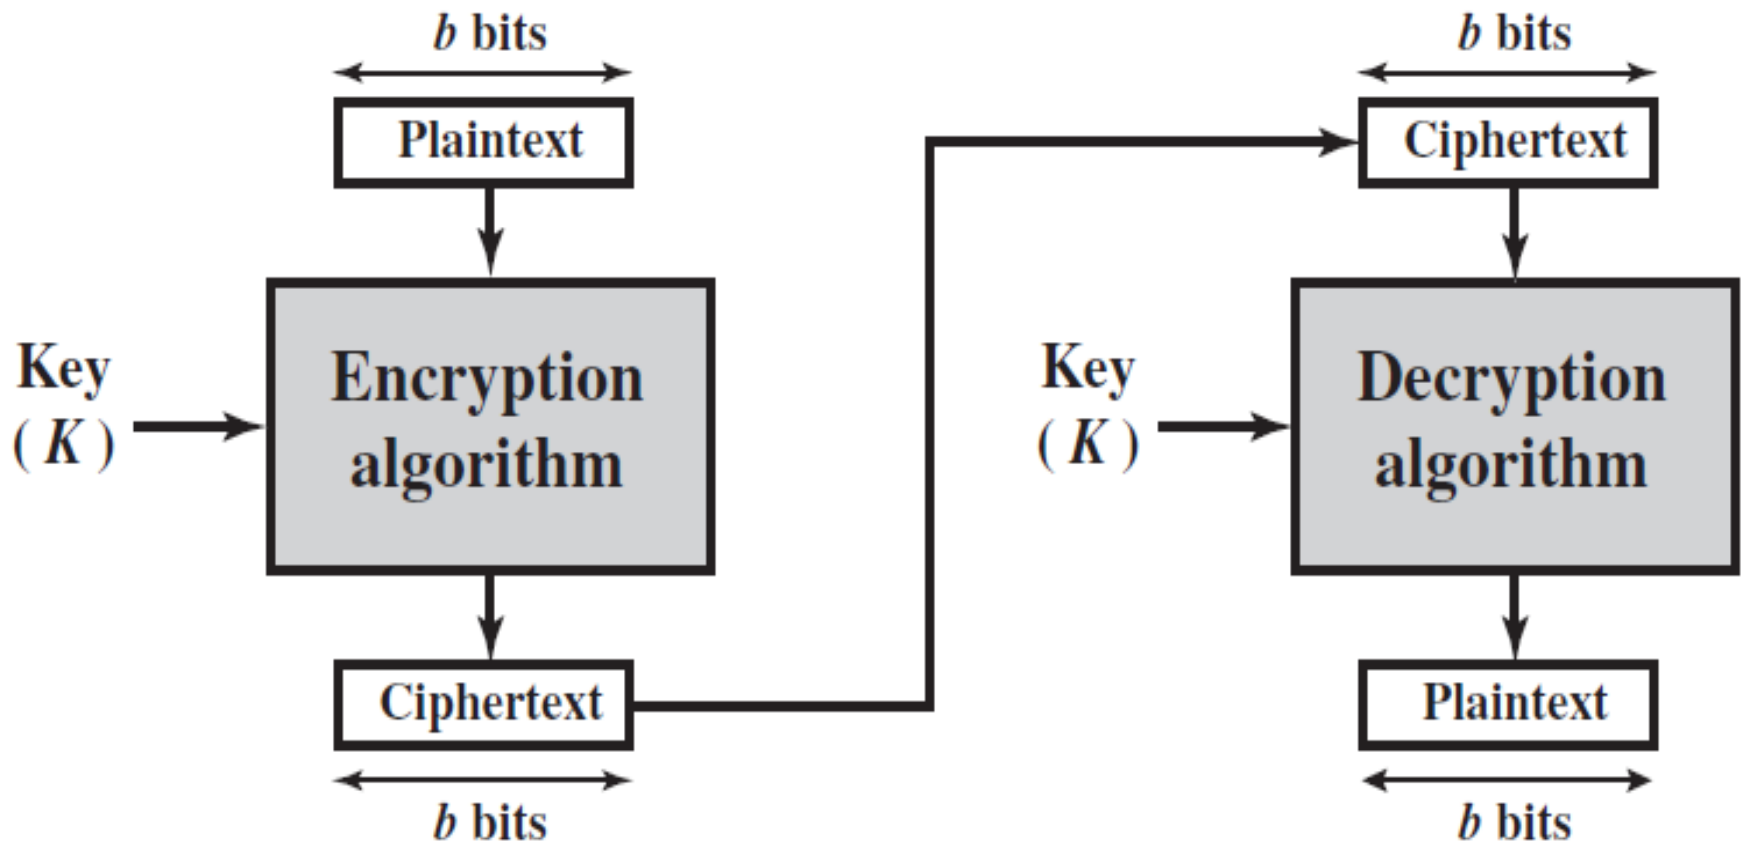 b bits
Plaintext
Key
( K )
Encryption
algorithm
Ciphertext
b bits
b bits
Ciphertext
Key
( K )
Decryption
algorithm
Plaintext
b bits